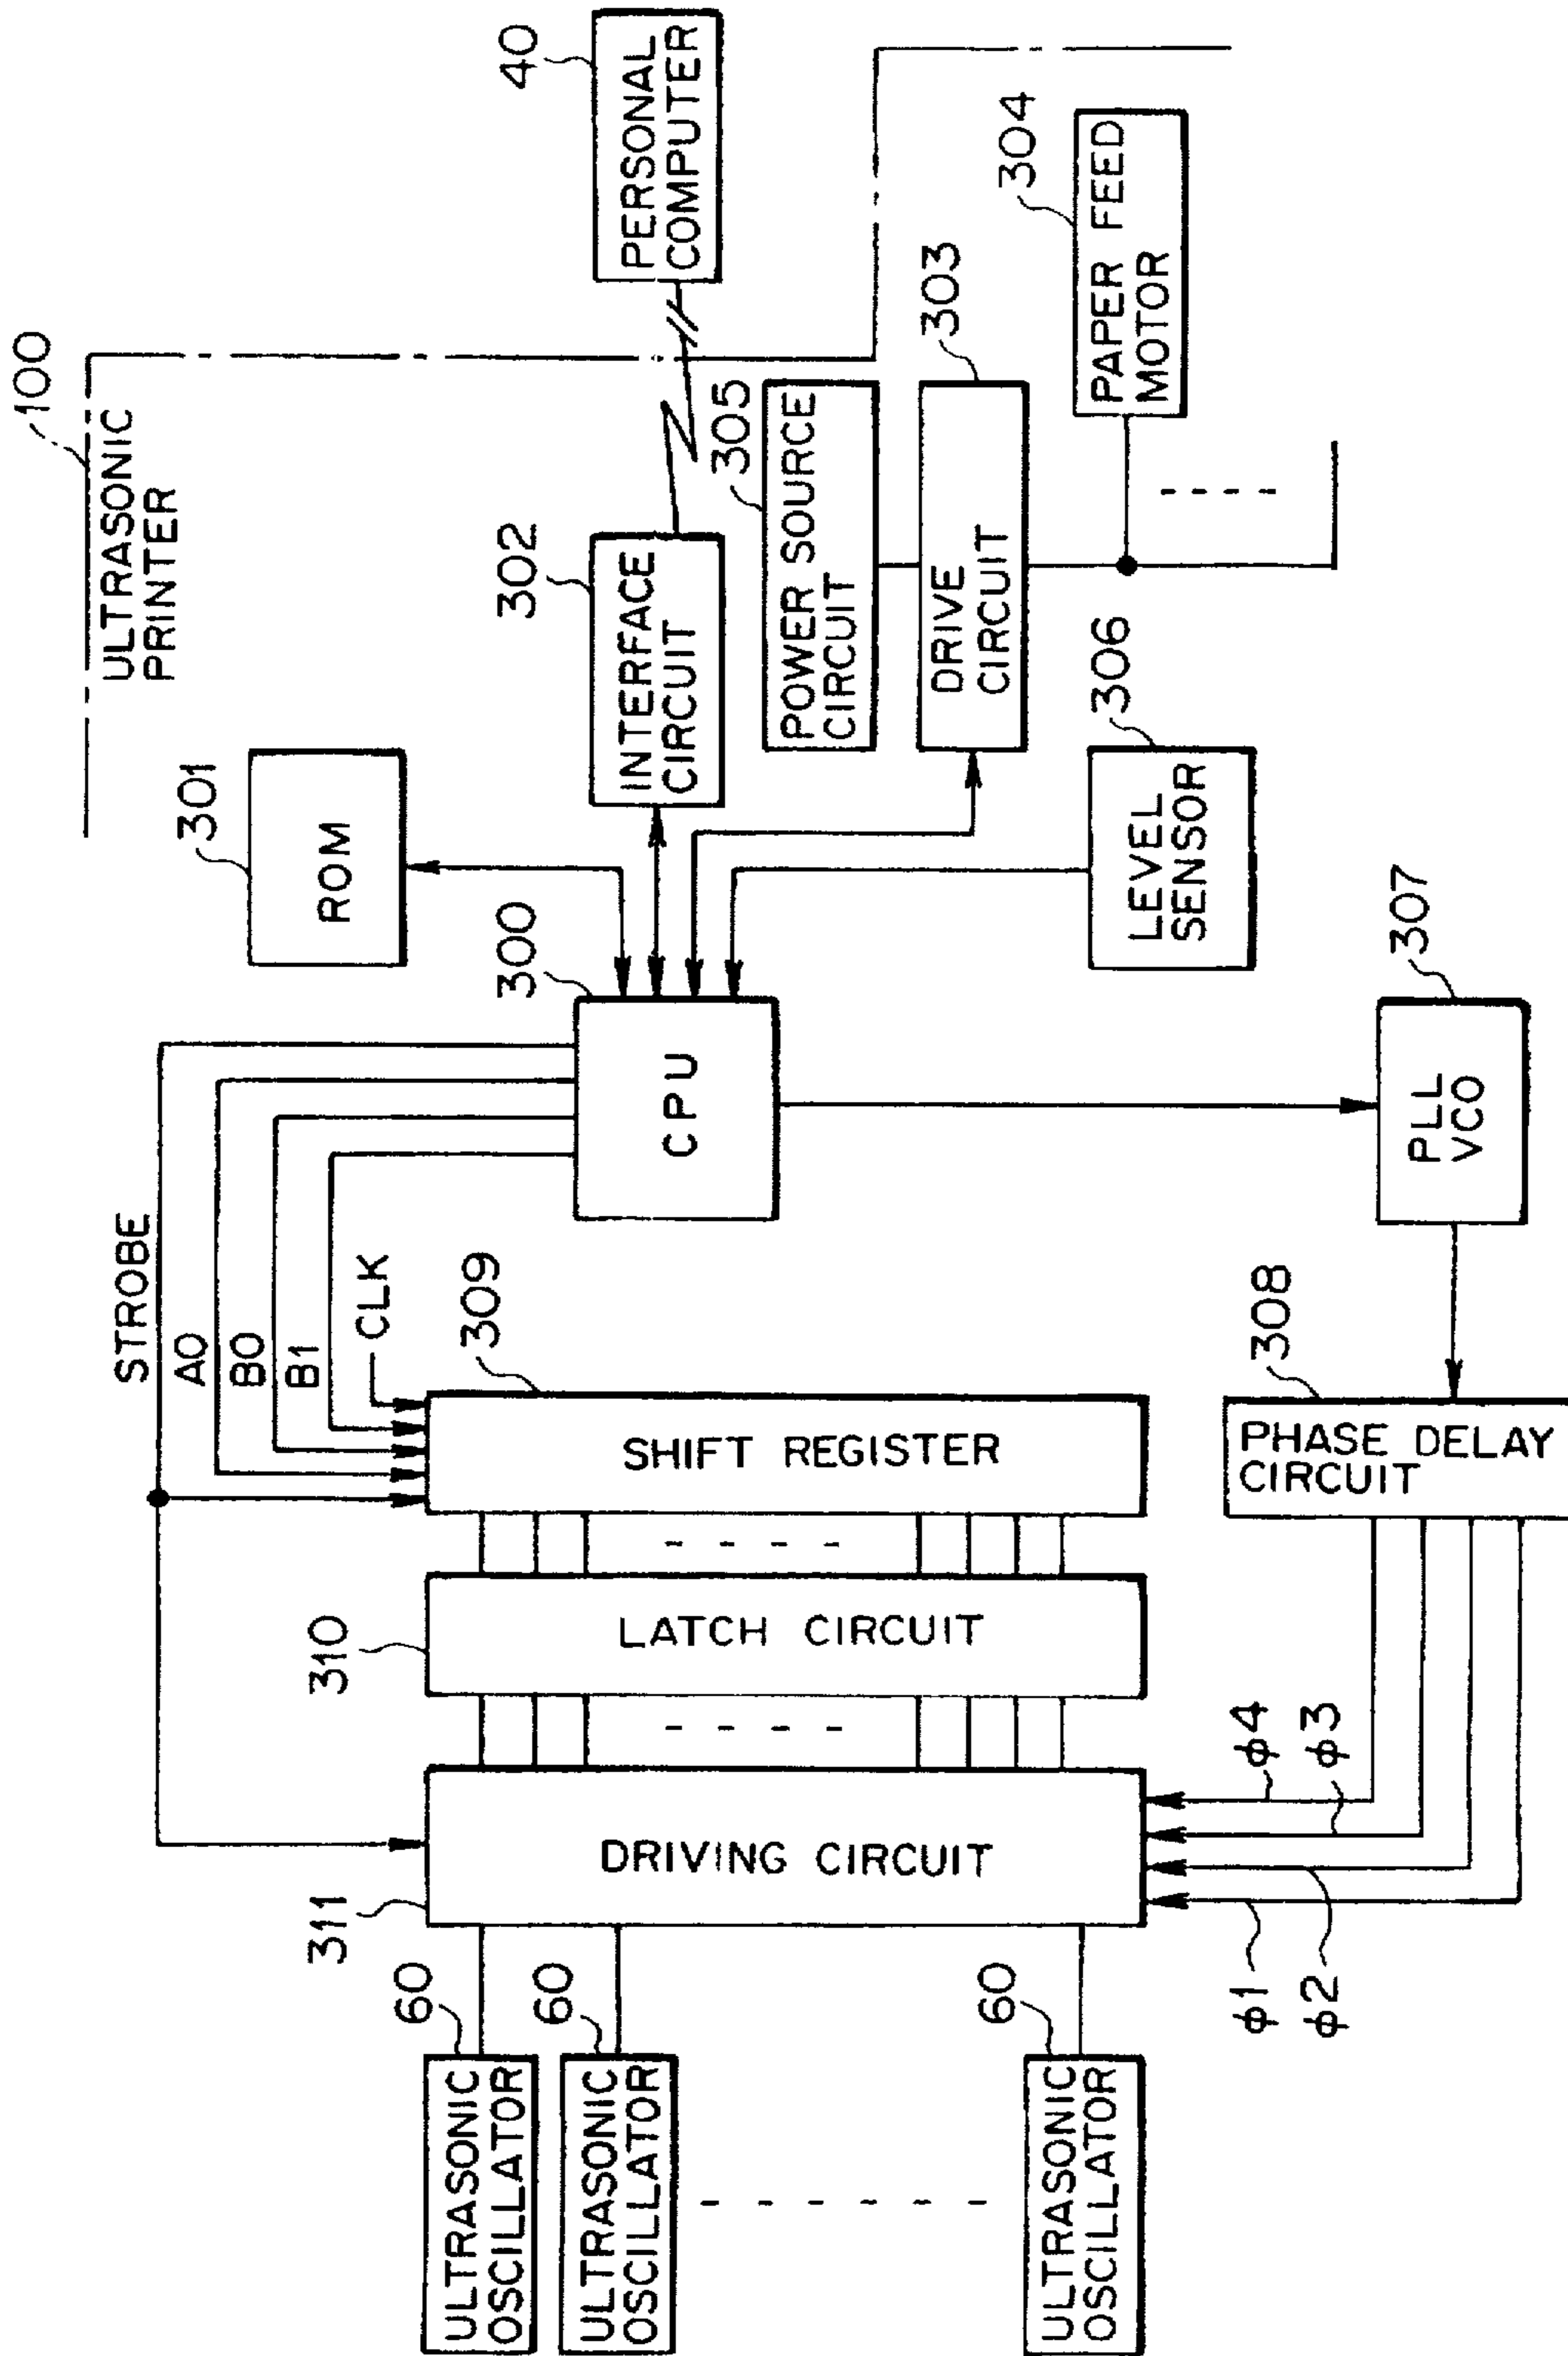 100
ULTRASONIC
PRINTER
301
ROM
40
PERSONAL
COMPUTER
302
INTERFACE
CIRCUIT
305
POWER SOURCE
CIRCUIT
303
DRIVE
CIRCUIT
304
PAPER FEED
MOTOR
306
LEVEL
SENSOR
300
CPU
307
PLL
VCO
308
PHASE DELAY
CIRCUIT
STROBE
A0
B0
B1
CLK
309
SHIFT REGISTER
310
LATCH CIRCUIT
311
DRIVING CIRCUIT
ϕ4
ϕ3
ϕ1
ϕ2
60
ULTRASONIC
OSCILLATOR
60
ULTRASONIC
OSCILLATOR
60
ULTRASONIC
OSCILLATOR